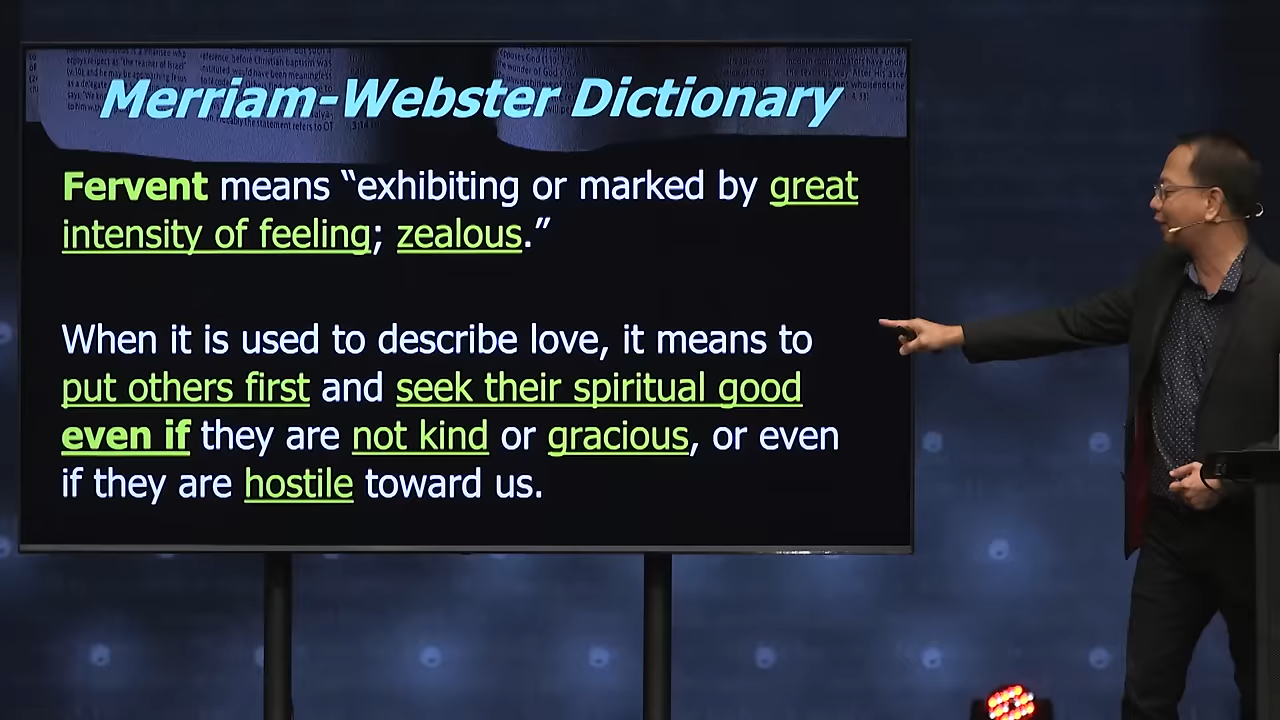 Merriam-Webster Dictionary
Fervent means “exhibiting or marked by great
intensity of feeling; zealous.”
When it is used to describe love, it means to
put others first and seek their spiritual good
even if they are not kind or gracious, or even
if they are hostile toward us.